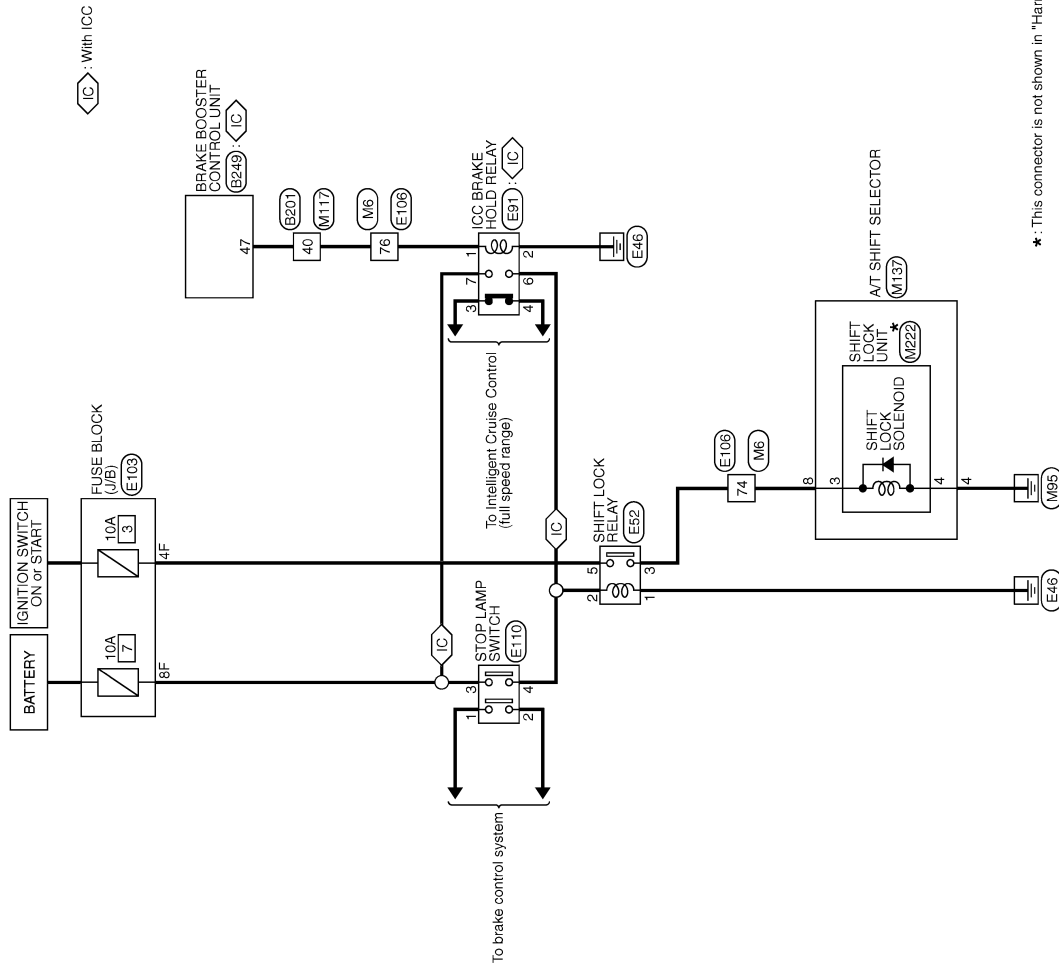 IC : With ICC
BRAKE BOOSTER
CONTROL UNIT
B249 : IC
47
B201
40
M117
M6
76
E106
ICC BRAKE
HOLD RELAY
E91 : IC
1
7
3
2
6
4
E46
IGNITION SWITCH
ON or START
BATTERY
FUSE BLOCK
(J/B)
E103
10A
3
10A
7
4F
8F
To Intelligent Cruise Control
(full speed range)
IC
IC
STOP LAMP
SWITCH
E110
1
3
2
4
To brake control system
SHIFT LOCK
RELAY
E52
2
5
1
3
E106
74
M6
A/T SHIFT SELECTOR
M137
SHIFT
LOCK
UNIT *
M222
SHIFT
LOCK
SOLENOID
8
3
4
4
E46
M95
* : This connector is not shown in